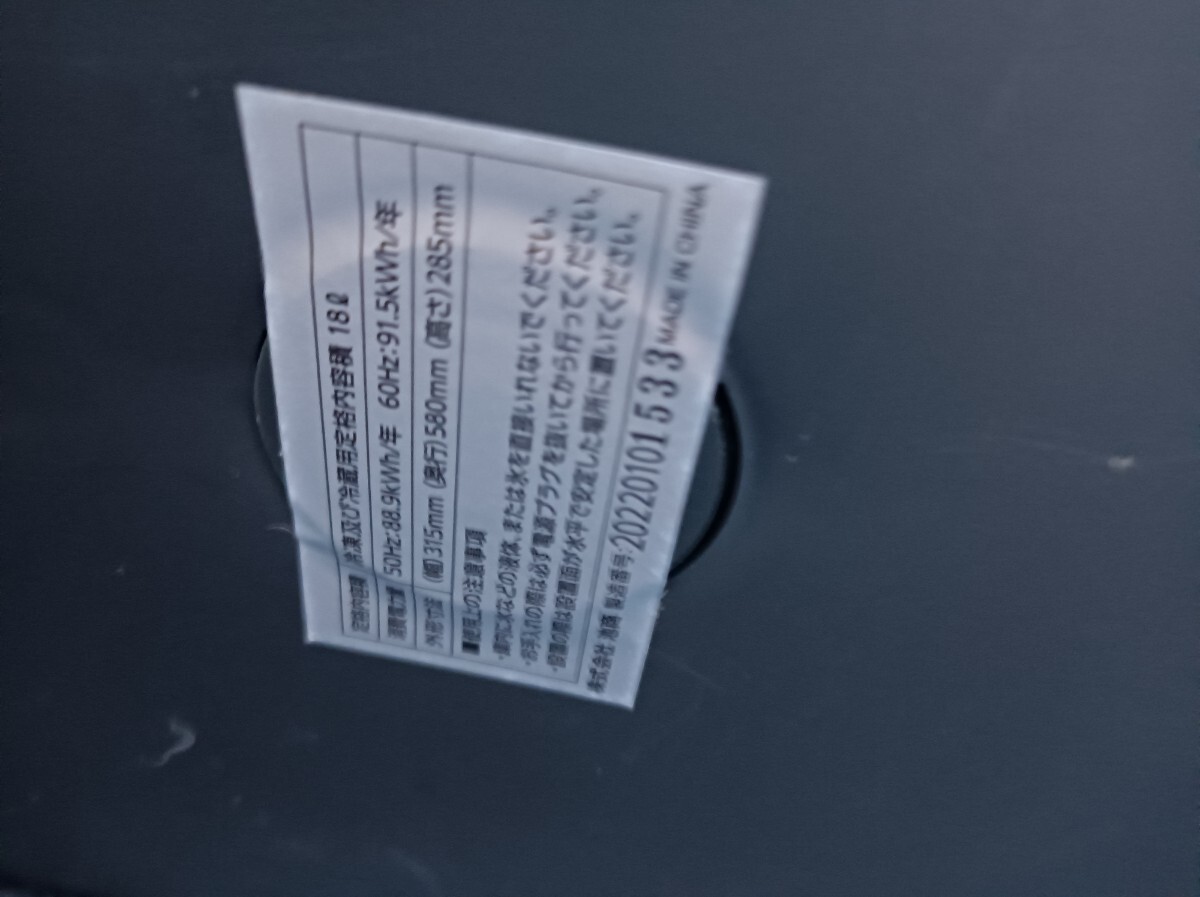 定格内容積 冷凍及び冷蔵用定格内容積 18ℓ
消費電力量 50Hz:88.9kWh/年 60Hz:91.5kWh/年
外形寸法 (幅)315mm (奥行)580mm (高さ)285mm
■使用上の注意事項
・庫内に水などの液体、または氷を直接いれないでください。
・お手入れの際は必ず電源プラグを抜いてから行ってください。
・設置の際は設置面が水平で安定した場所に置いてください。
株式会社 製造番号:20220101533 MADE IN CHINA